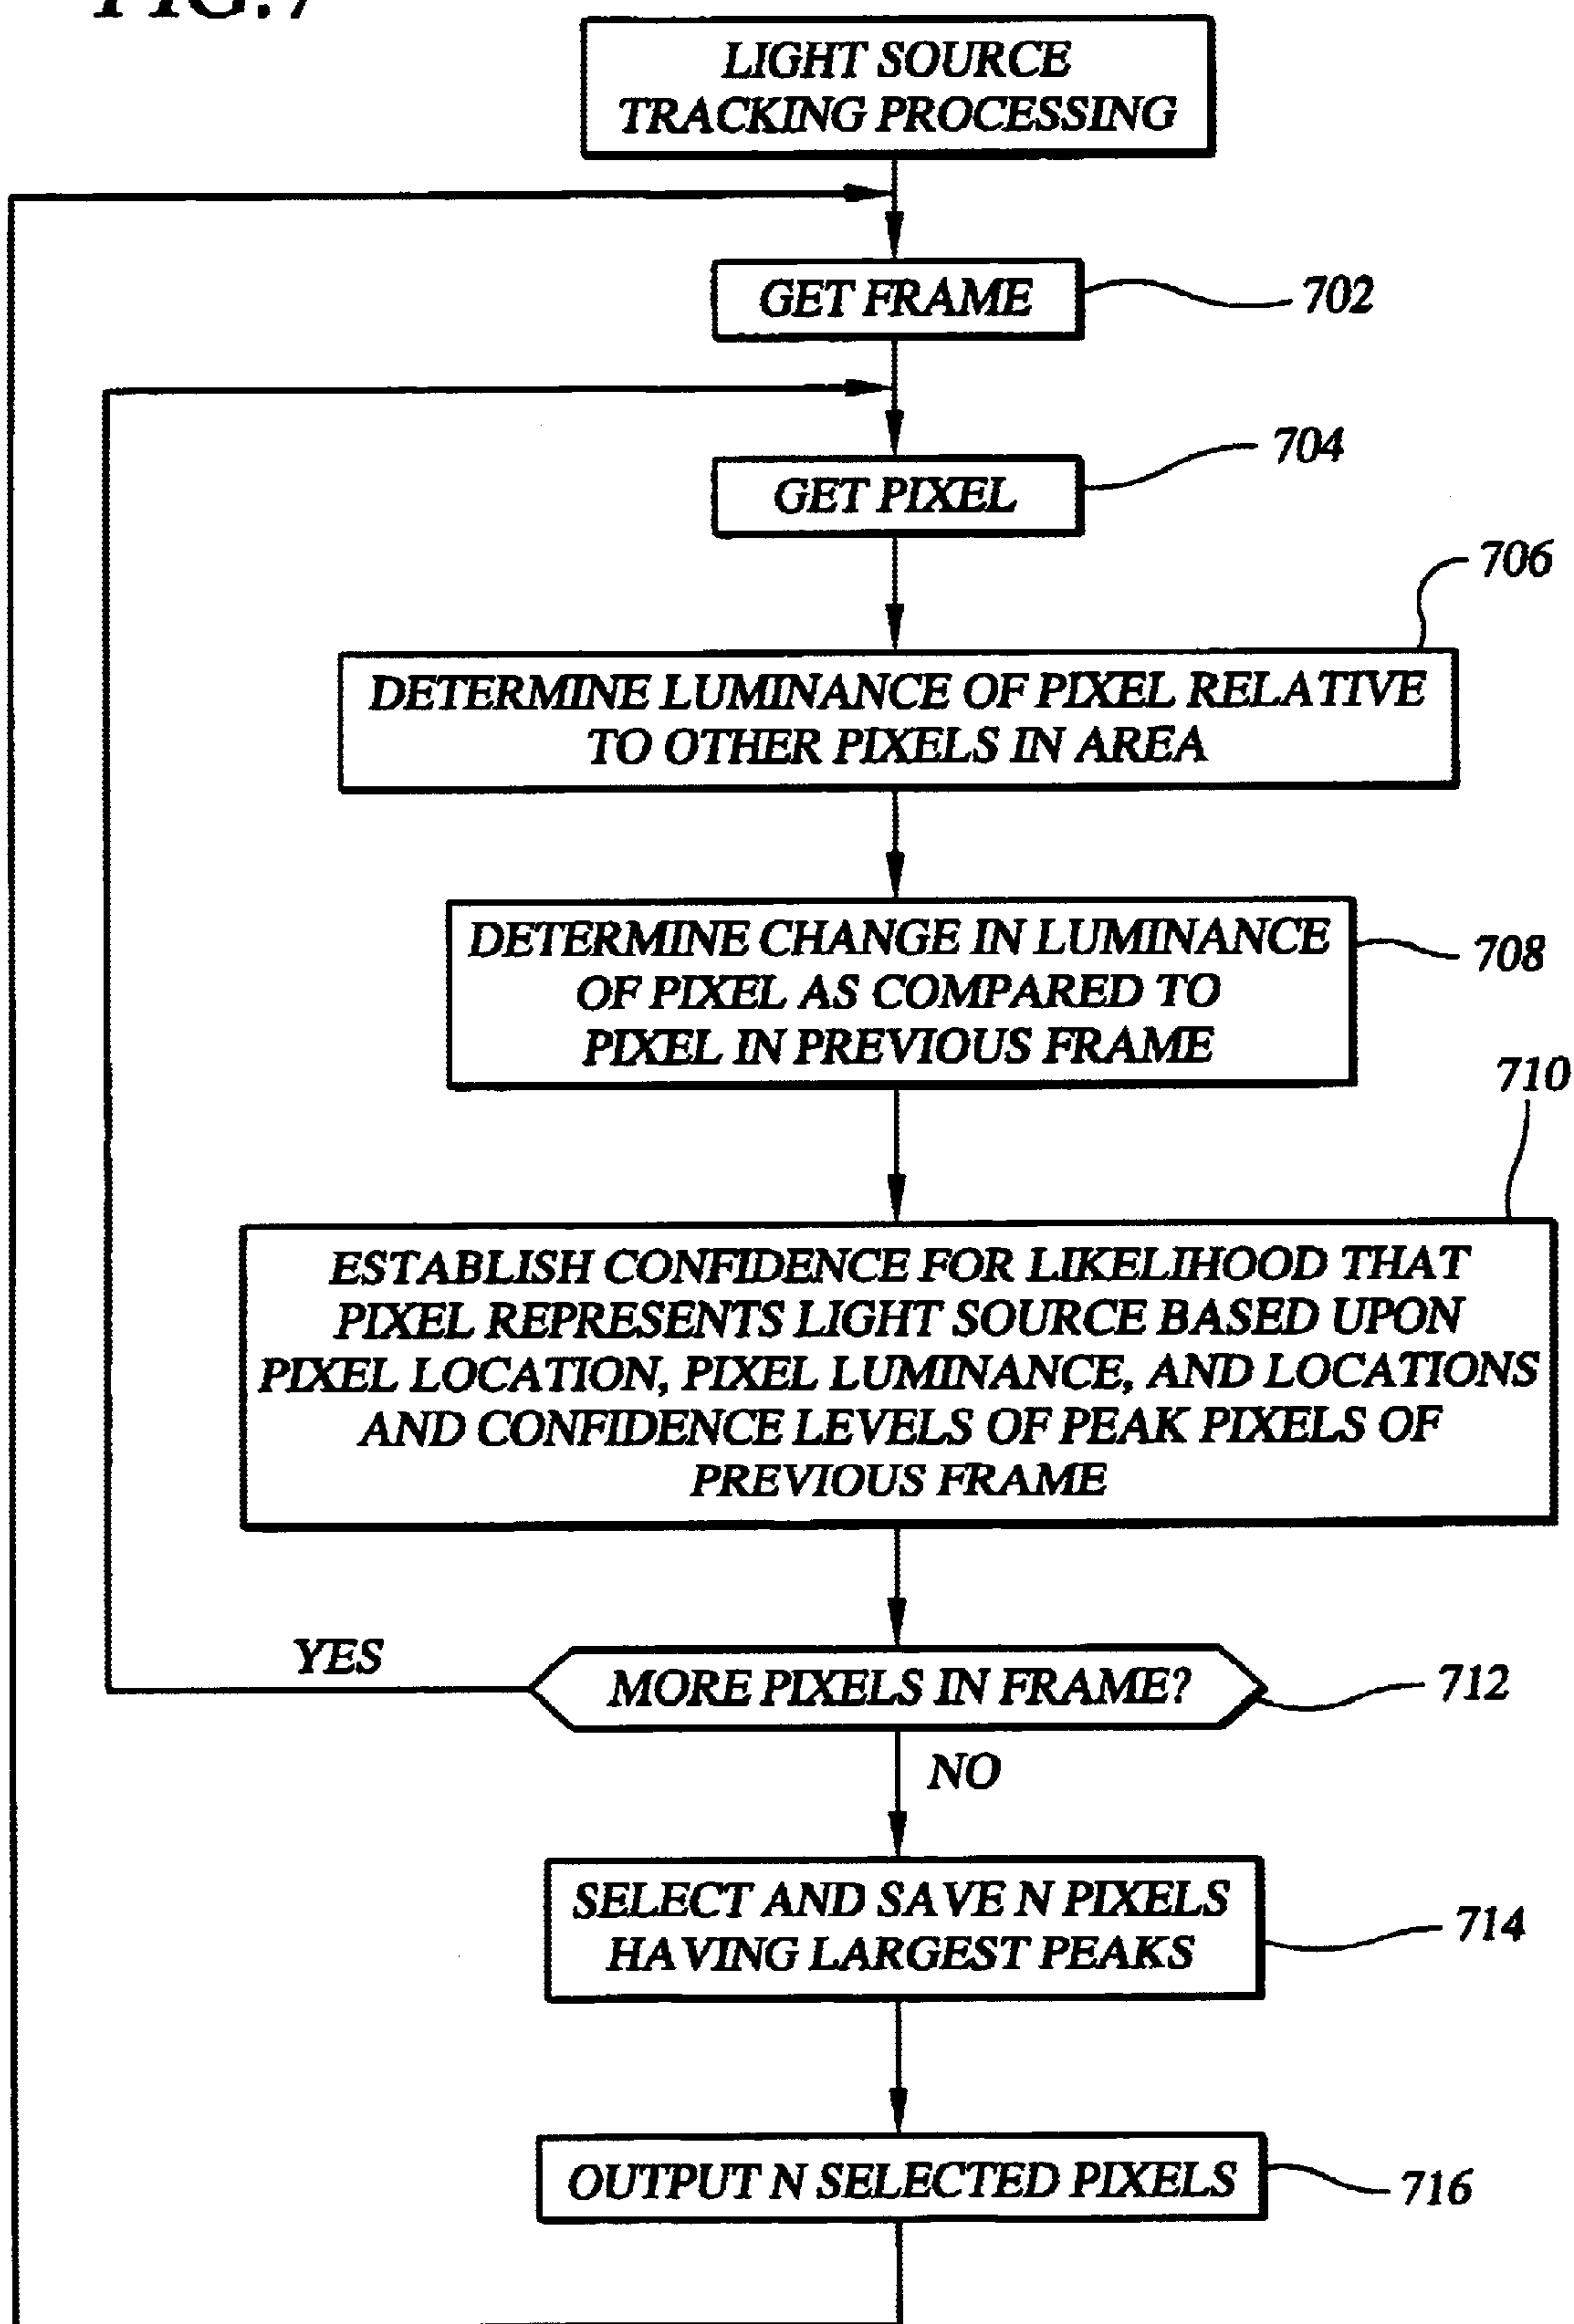 FIG. 7
LIGHT SOURCE
TRACKING PROCESSING
GET FRAME
702
GET PIXEL
704
706
DETERMINE LUMINANCE OF PIXEL RELATIVE
TO OTHER PIXELS IN AREA
DETERMINE CHANGE IN LUMINANCE
OF PIXEL AS COMPARED TO
PIXEL IN PREVIOUS FRAME
708
710
ESTABLISH CONFIDENCE FOR LIKELIHOOD THAT
PIXEL REPRESENTS LIGHT SOURCE BASED UPON
PIXEL LOCATION, PIXEL LUMINANCE, AND LOCATIONS
AND CONFIDENCE LEVELS OF PEAK PIXELS OF
PREVIOUS FRAME
YES
MORE PIXELS IN FRAME?
712
NO
SELECT AND SAVE N PIXELS
HAVING LARGEST PEAKS
714
OUTPUT N SELECTED PIXELS
716